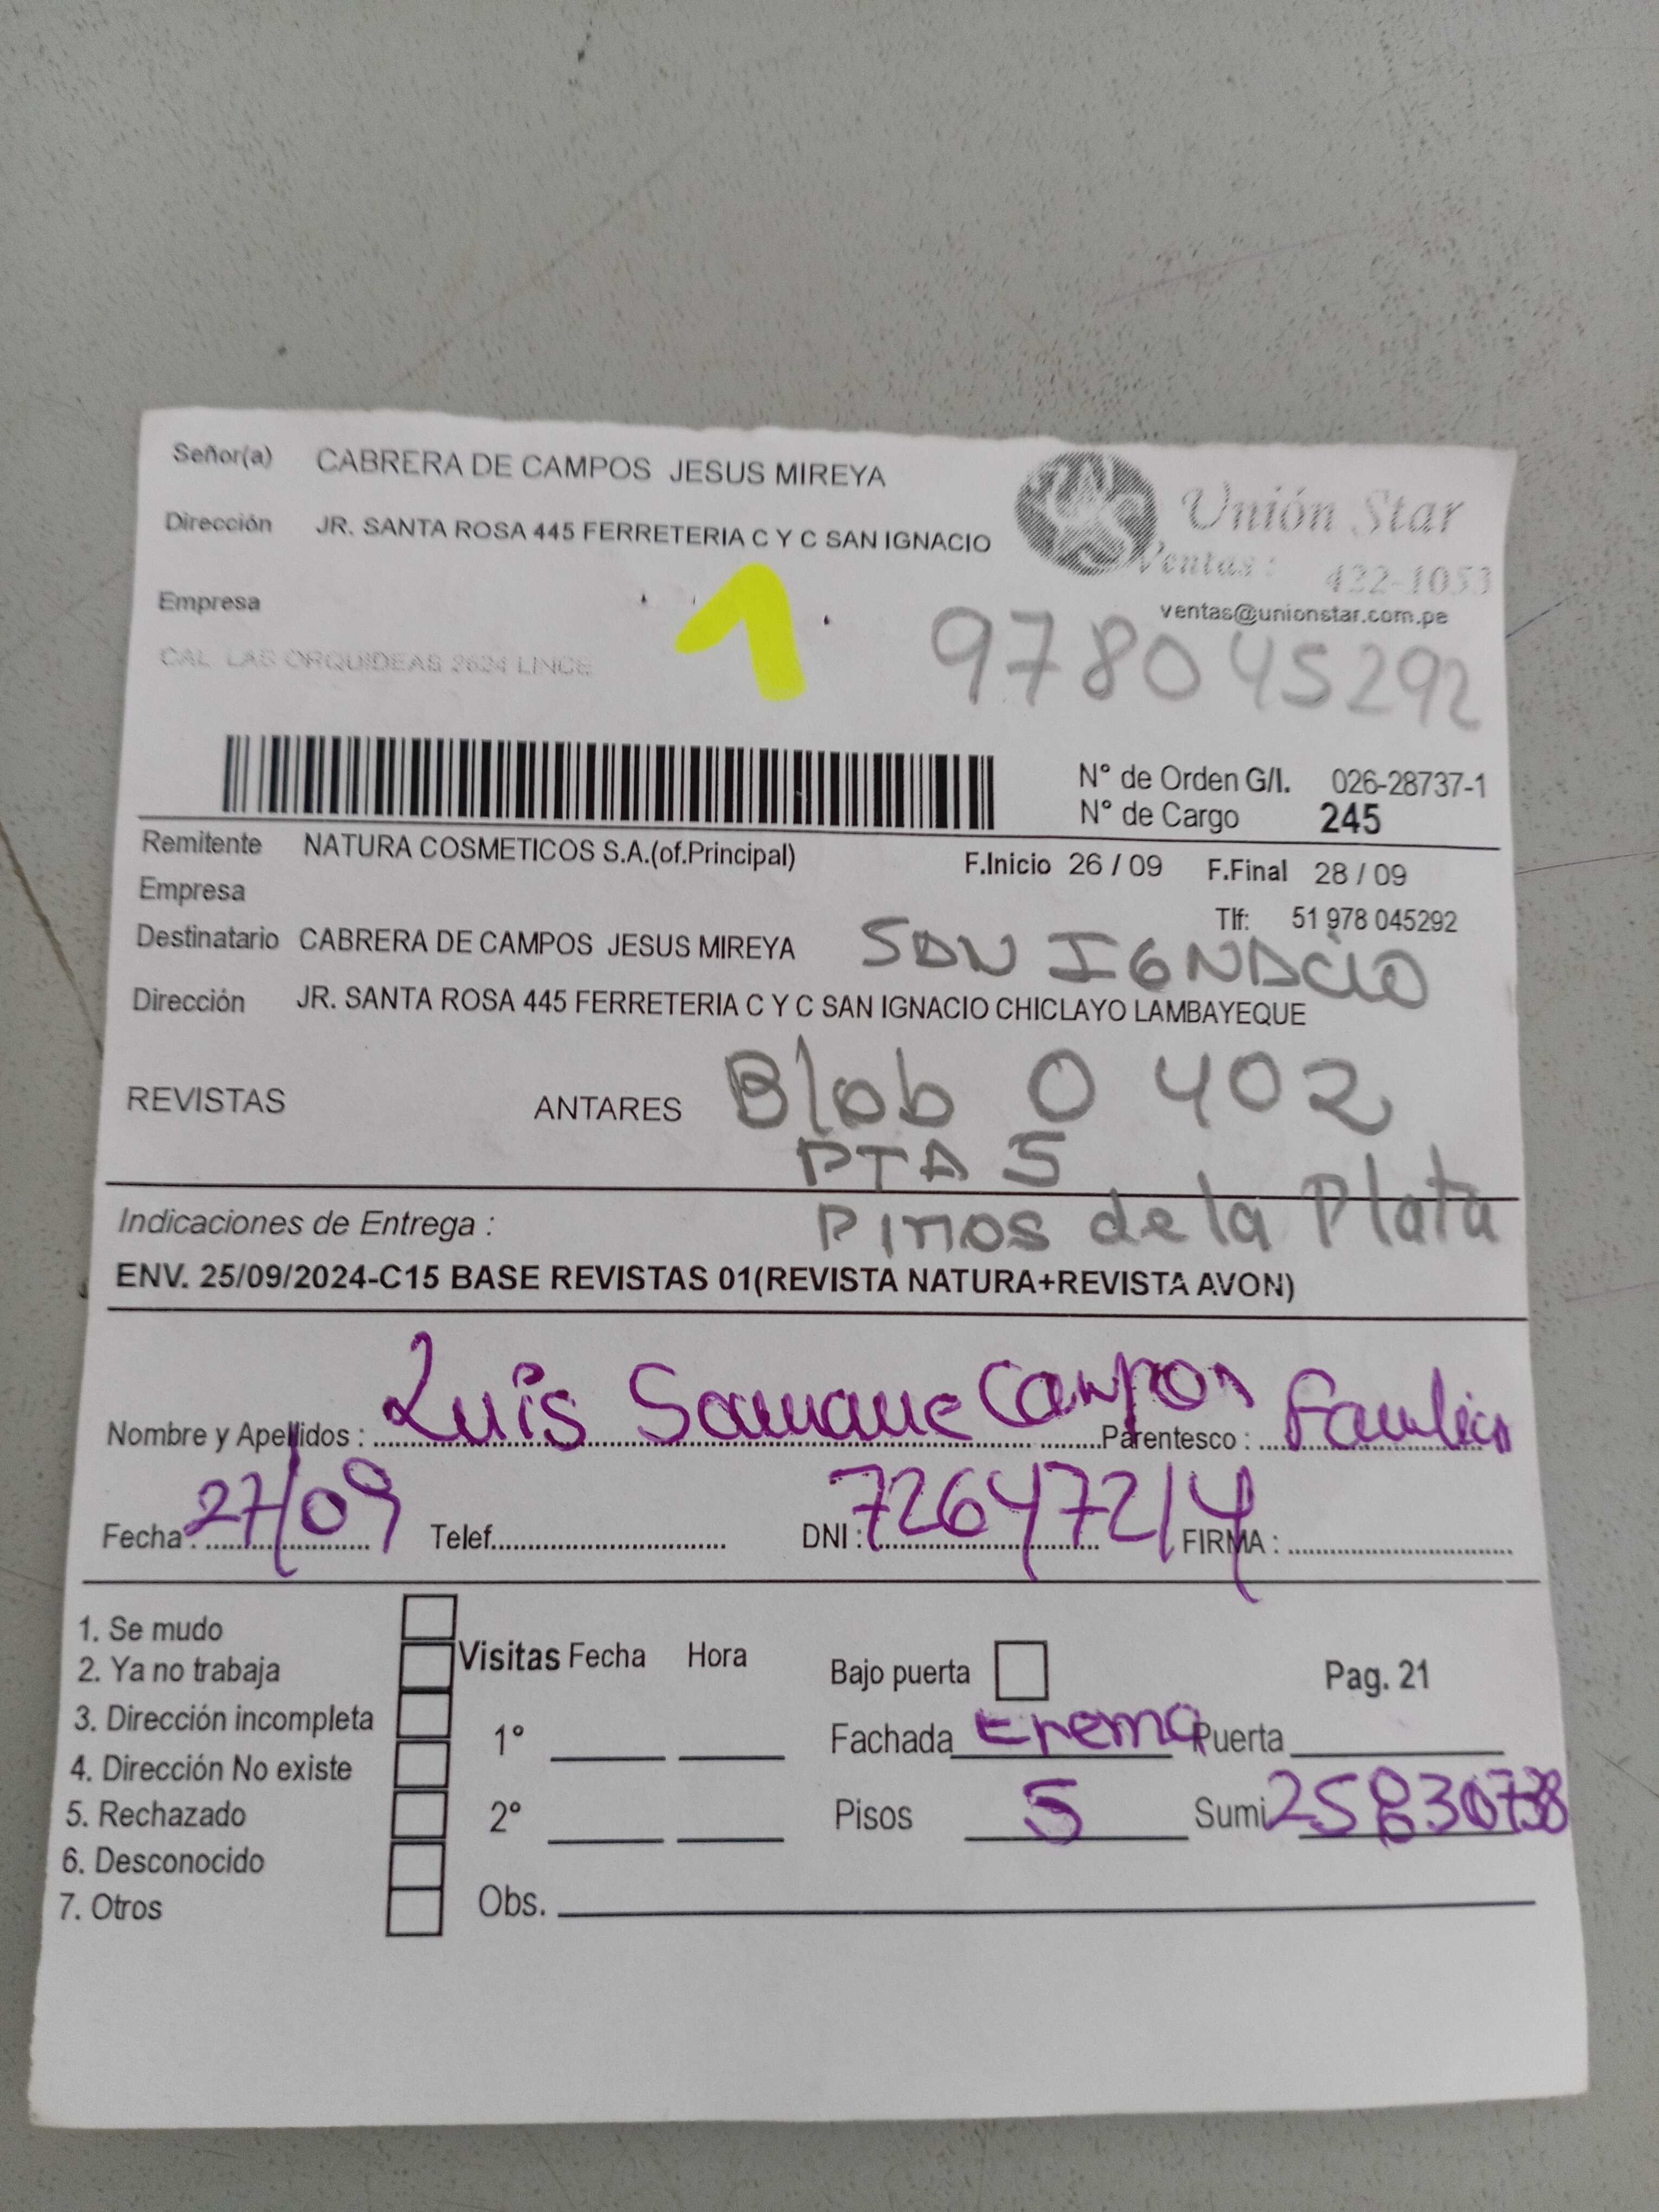 Señor(a) CABRERA DE CAMPOS JESUS MIREYA
Dirección JR. SANTA ROSA 445 FERRETERIA C Y C SAN IGNACIO
Unión Star
Ventas: 422-1053
ventas@unionstar.com.pe
Empresa
1
978045292
CAL LAS ORQUIDEAS 2624 LINCE
N° de Orden G/I. 026-28737-1
N° de Cargo 245
Remitente NATURA COSMETICOS S.A.(of.Principal)
F.Inicio 26 / 09 F.Final 28 / 09
Empresa
Tlf: 51 978 045292
Destinatario CABRERA DE CAMPOS JESUS MIREYA
SAN IGNACIO
Dirección JR. SANTA ROSA 445 FERRETERIA C Y C SAN IGNACIO CHICLAYO LAMBAYEQUE
REVISTAS ANTARES Blob 0 402
PTA 5
Pinos de la Plata
Indicaciones de Entrega :
ENV. 25/09/2024-C15 BASE REVISTAS 01(REVISTA NATURA+REVISTA AVON)
Nombre y Apellidos : Luis Samame Campos Parentesco :
Fecha : 27/09 Telef. DNI : 72647214 FIRMA :
1. Se mudo
2. Ya no trabaja
3. Dirección incompleta
4. Dirección No existe
5. Rechazado
6. Desconocido
7. Otros
Visitas Fecha Hora
1°
2°
Obs.
Bajo puerta
Pag. 21
Fachada Crema Puerta
Pisos 5 Sumi